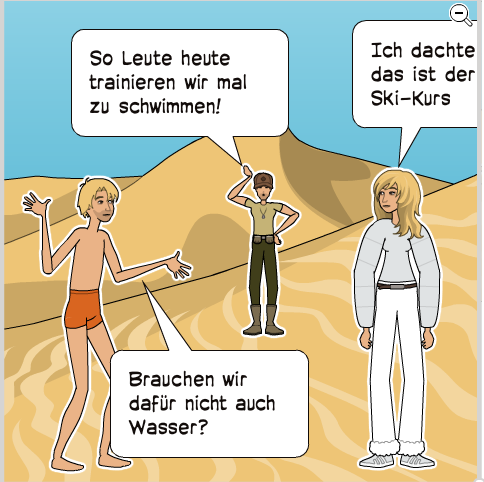 So Leute heute
trainieren wir mal
zu schwimmen!
Ich dachte
das ist der
Ski-Kurs
Brauchen wir
dafür nicht auch
Wasser?